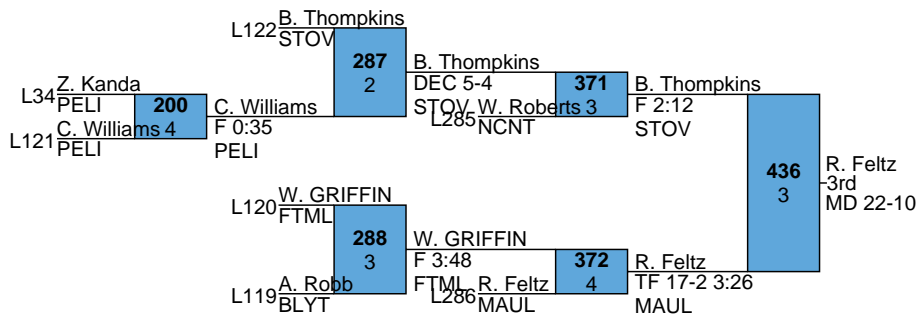 L122 B. Thompkins
STOV
287
2
B. Thompkins
DEC 5-4
STOV
L34 Z. Kanda
PELI
200
4
L121 C. Williams
PELI
C. Williams
F 0:35
PELI
371
3
L285 W. Roberts
NCNT
B. Thompkins
F 2:12
STOV
436
3
R. Feltz
3rd
MD 22-10
L120 W. GRIFFIN
FTML
288
3
L119 A. Robb
BLYT
W. GRIFFIN
F 3:48
FTML
372
4
L286 R. Feltz
MAUL
R. Feltz
TF 17-2 3:26
MAUL